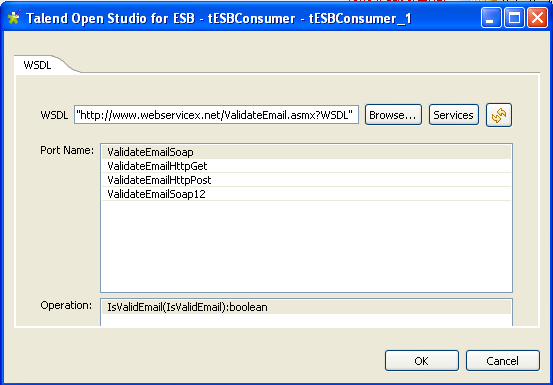 Talend Open Studio for ESB - tESBConsumer - tESBConsumer_1
WSDL
WSDL "http://www.webservicex.net/ValidateEmail.asmx?WSDL" Browse... Services
Port Name: ValidateEmailSoap
ValidateEmailHttpGet
ValidateEmailHttpPost
ValidateEmailSoap12
Operation: IsValidEmail(IsValidEmail):boolean
OK Cancel